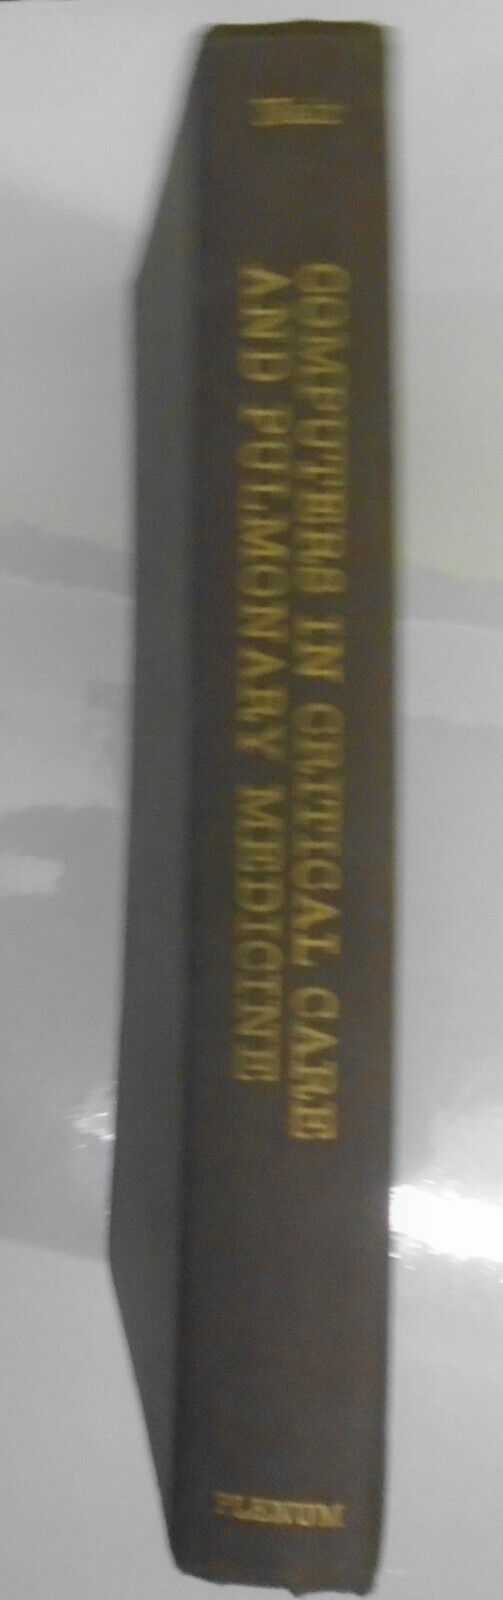 COMPUTERS IN CRITICAL CARE
AND PULMONARY MEDICINE
PLENUM